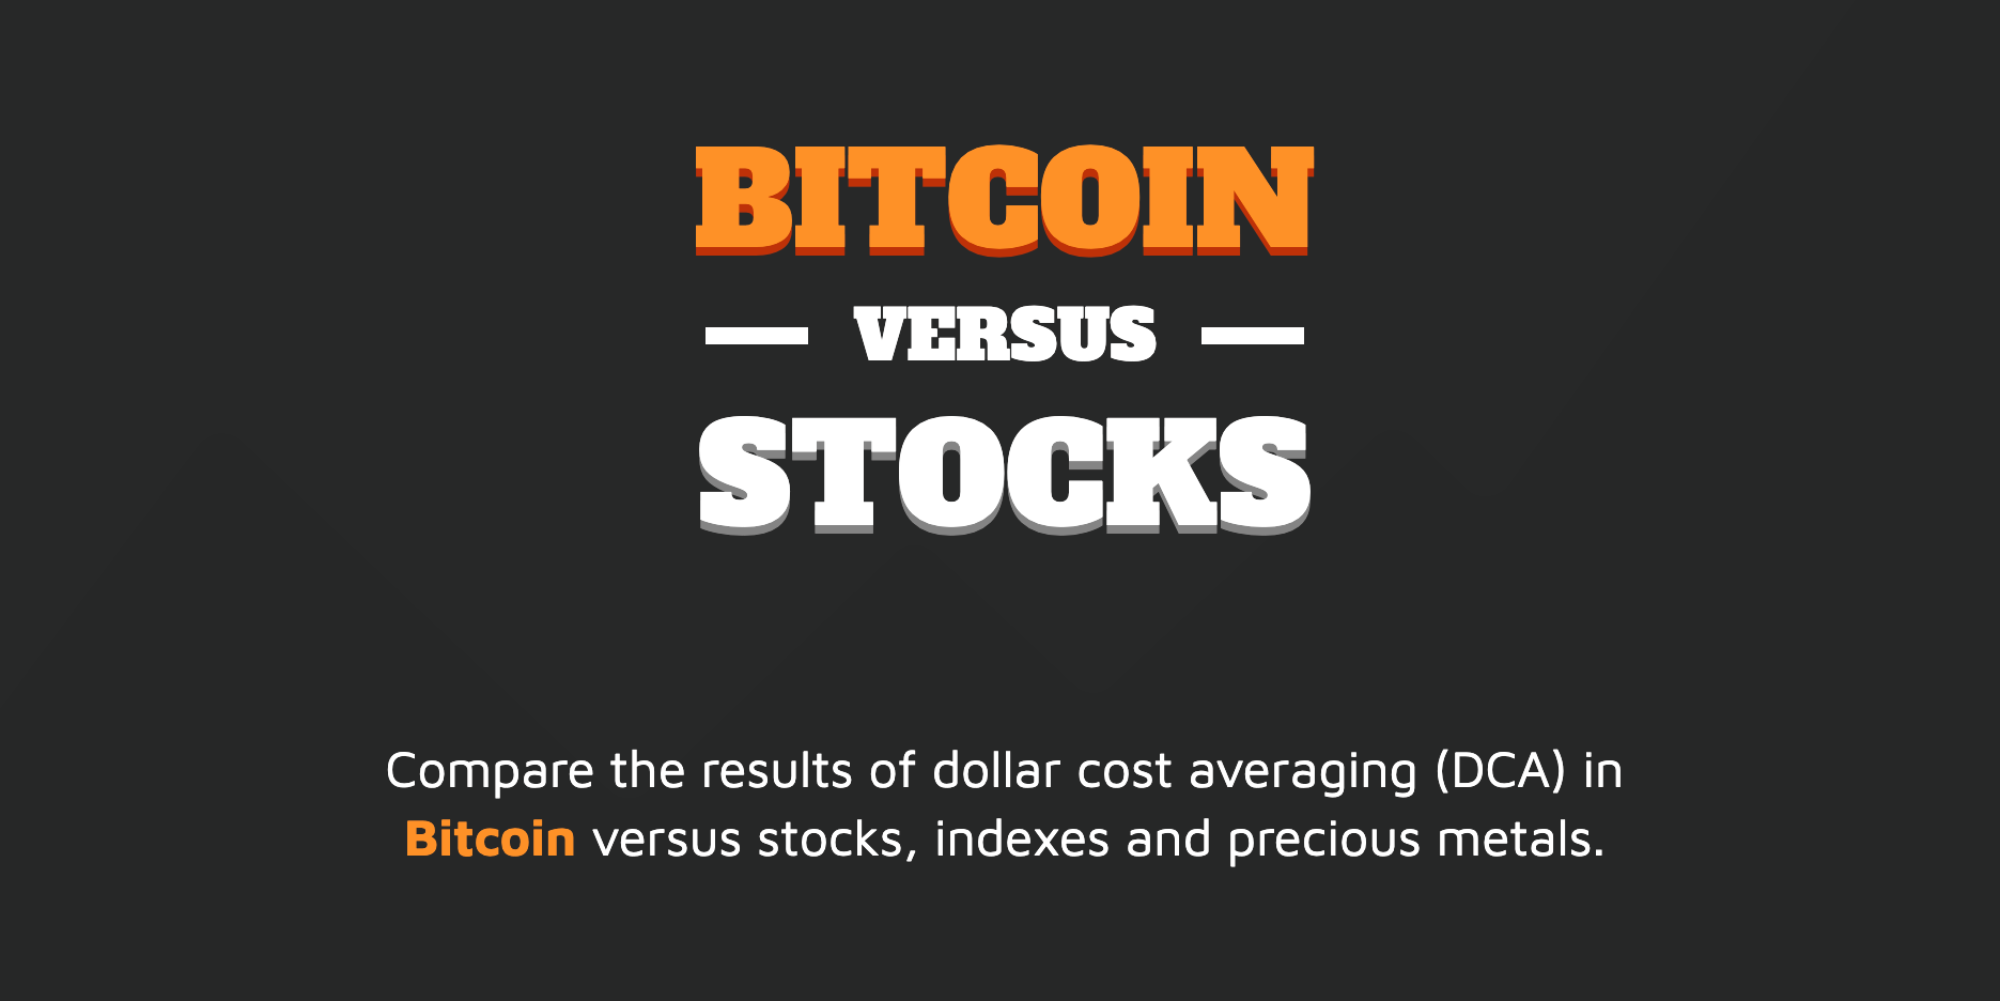 BITCOIN
VERSUS
STOCKS
Compare the results of dollar cost averaging (DCA) in
Bitcoin versus stocks, indexes and precious metals.